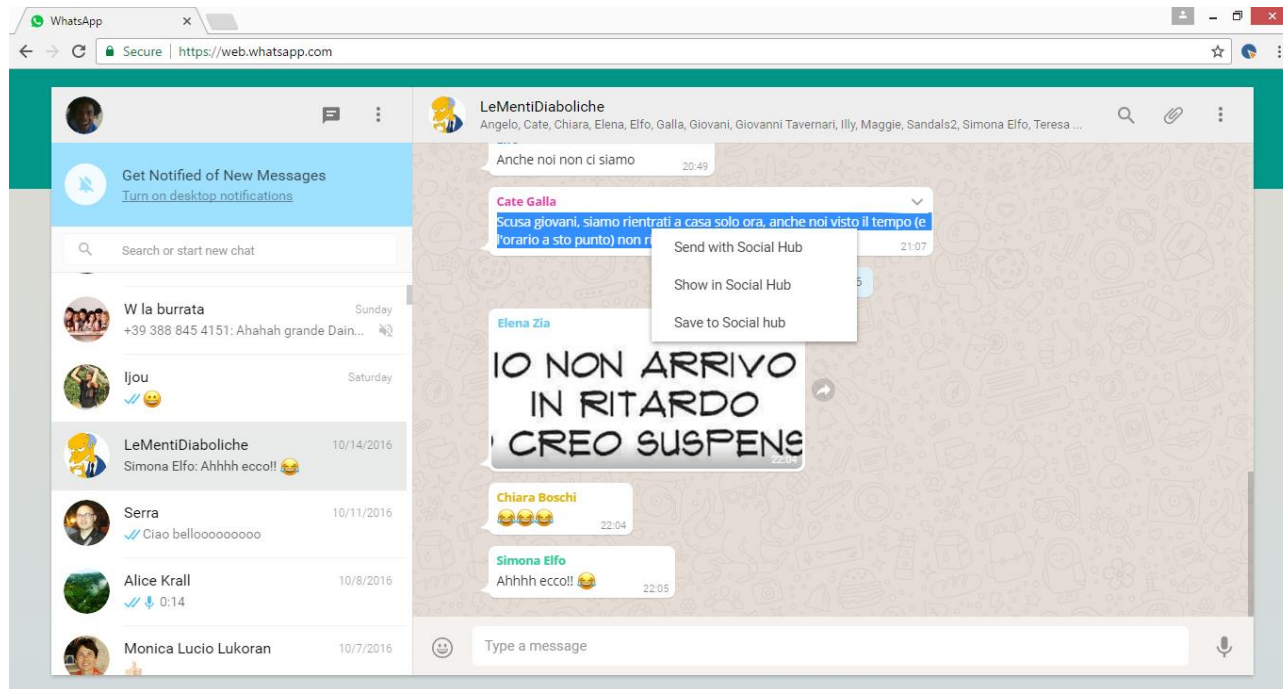 WhatsApp
Secure | https://web.whatsapp.com
LeMentiDiaboliche
Angelo, Cate, Chiara, Elena, Elfo, Galla, Giovani, Giovanni Tavernari, Illy, Maggie, Sandals2, Simona Elfo, Teresa ...
Get Notified of New Messages
Turn on desktop notifications
Search or start new chat
W la burrata
Sunday
+39 388 845 4151: Ahahah grande Dain...
Ijou
Saturday
LeMentiDiaboliche
10/14/2016
Simona Elfo: Ahhhh ecco!! 😂
Serra
10/11/2016
Ciao bellooooooooo
Alice Krall
10/8/2016
0:14
Monica Lucio Lukoran
10/7/2016
Anche noi non ci siamo
20:49
Cate Galla
Scusa giovani, siamo rientrati a casa solo ora, anche noi visto il tempo (e
l'orario a sto punto) non
21:07
Send with Social Hub
Show in Social Hub
Save to Social hub
Elena Zia
IO NON ARRIVO
IN RITARDO
CREO SUSPENS
22:04
Chiara Boschi
😂😂😂
22:04
Simona Elfo
Ahhhh ecco!! 😂
22:05
Type a message